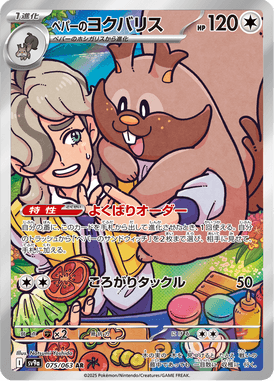 1進化
ペパーのヨクバリス
HP 120
ペパーのホシガリスから進化
特性 よくばりオーダー
自分の番に、このカードを手札から出して進化させたとき、1回使える。自分の
トラッシュから「ペパーのサンドウィッチ」を2枚まで選び、相手に見せて、
手札に加える。
ころがりタックル 50
×2
sv9a 075/063 AR
©2025 Pokémon/Nintendo/Creatures/GAME FREAK.